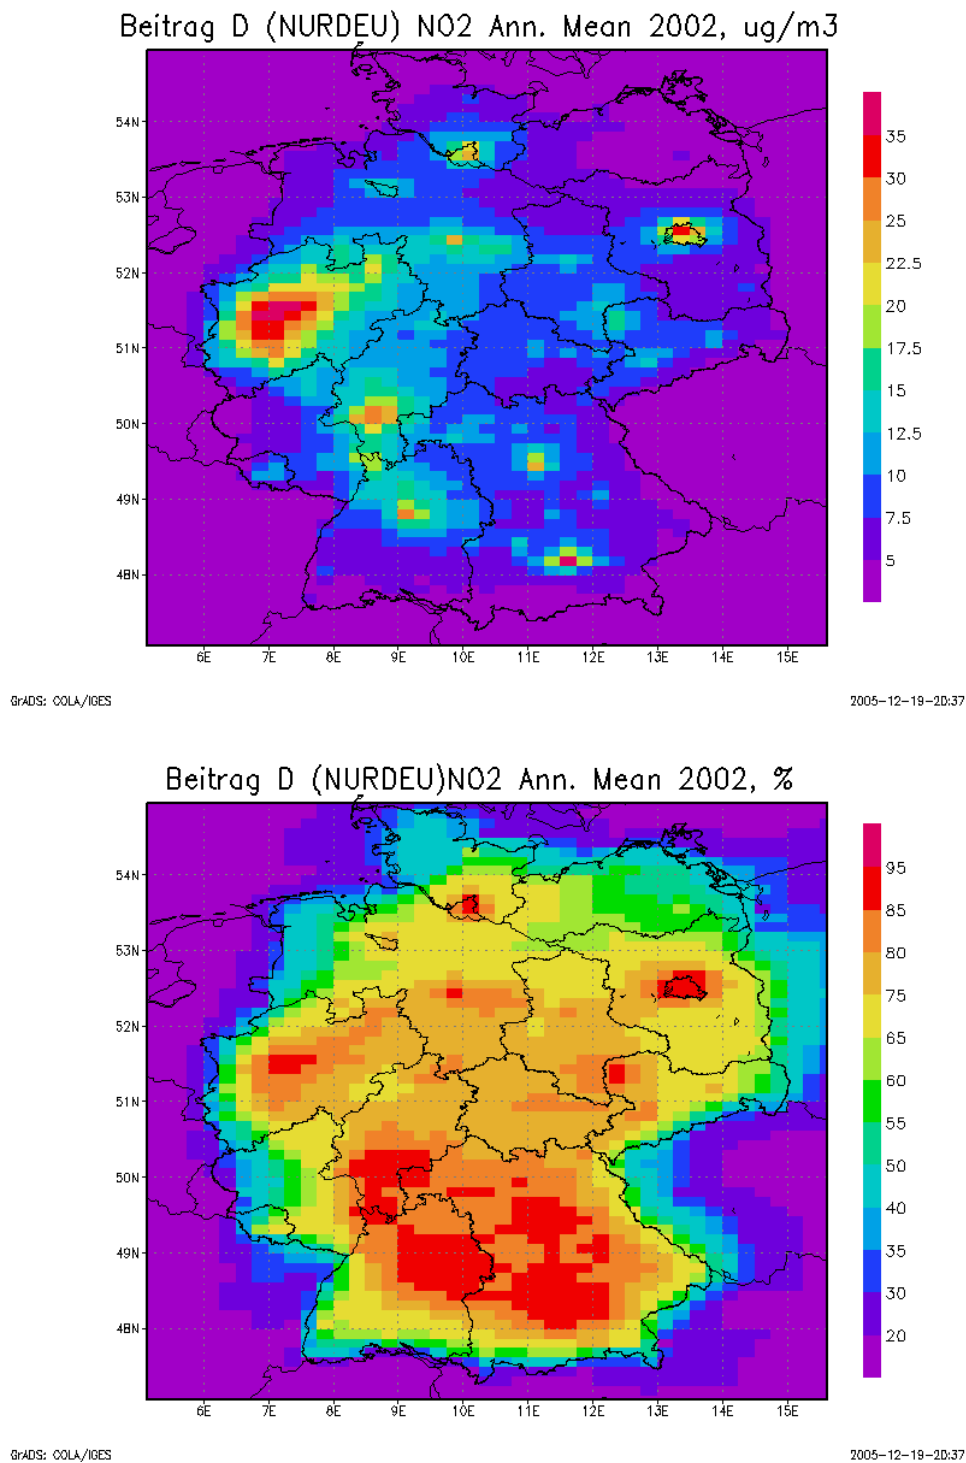 Beitrag D (NURDEU) NO2 Ann. Mean 2002, ug/m3
54N
53N
52N
51N
50N
49N
48N
6E 7E 8E 9E 10E 11E 12E 13E 14E 15E
35
30
25
22.5
20
17.5
15
12.5
10
7.5
5
GrADS: COLA/IGES
2005-12-19-20:37
Beitrag D (NURDEU)NO2 Ann. Mean 2002, %
54N
53N
52N
51N
50N
49N
48N
6E 7E 8E 9E 10E 11E 12E 13E 14E 15E
95
85
80
75
65
60
55
50
40
35
30
20
GrADS: COLA/IGES
2005-12-19-20:37